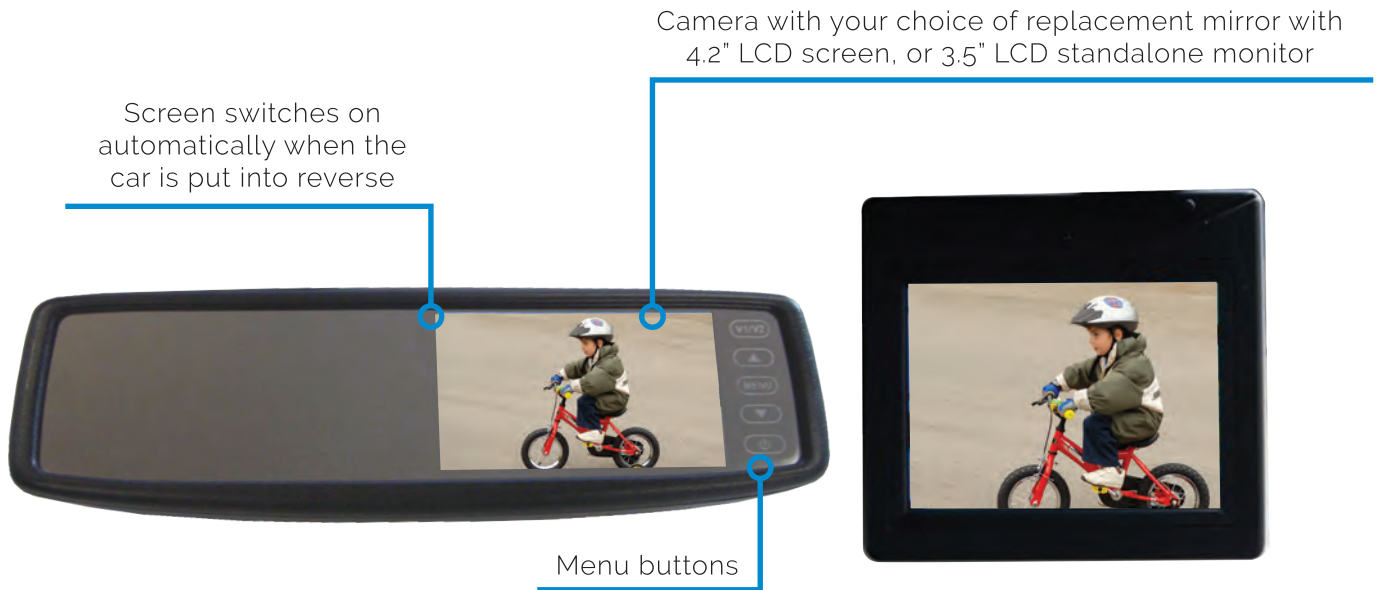 Camera with your choice of replacement mirror with
4.2” LCD screen, or 3.5” LCD standalone monitor
Screen switches on
automatically when the
car is put into reverse
V1/V2
MENU
Menu buttons